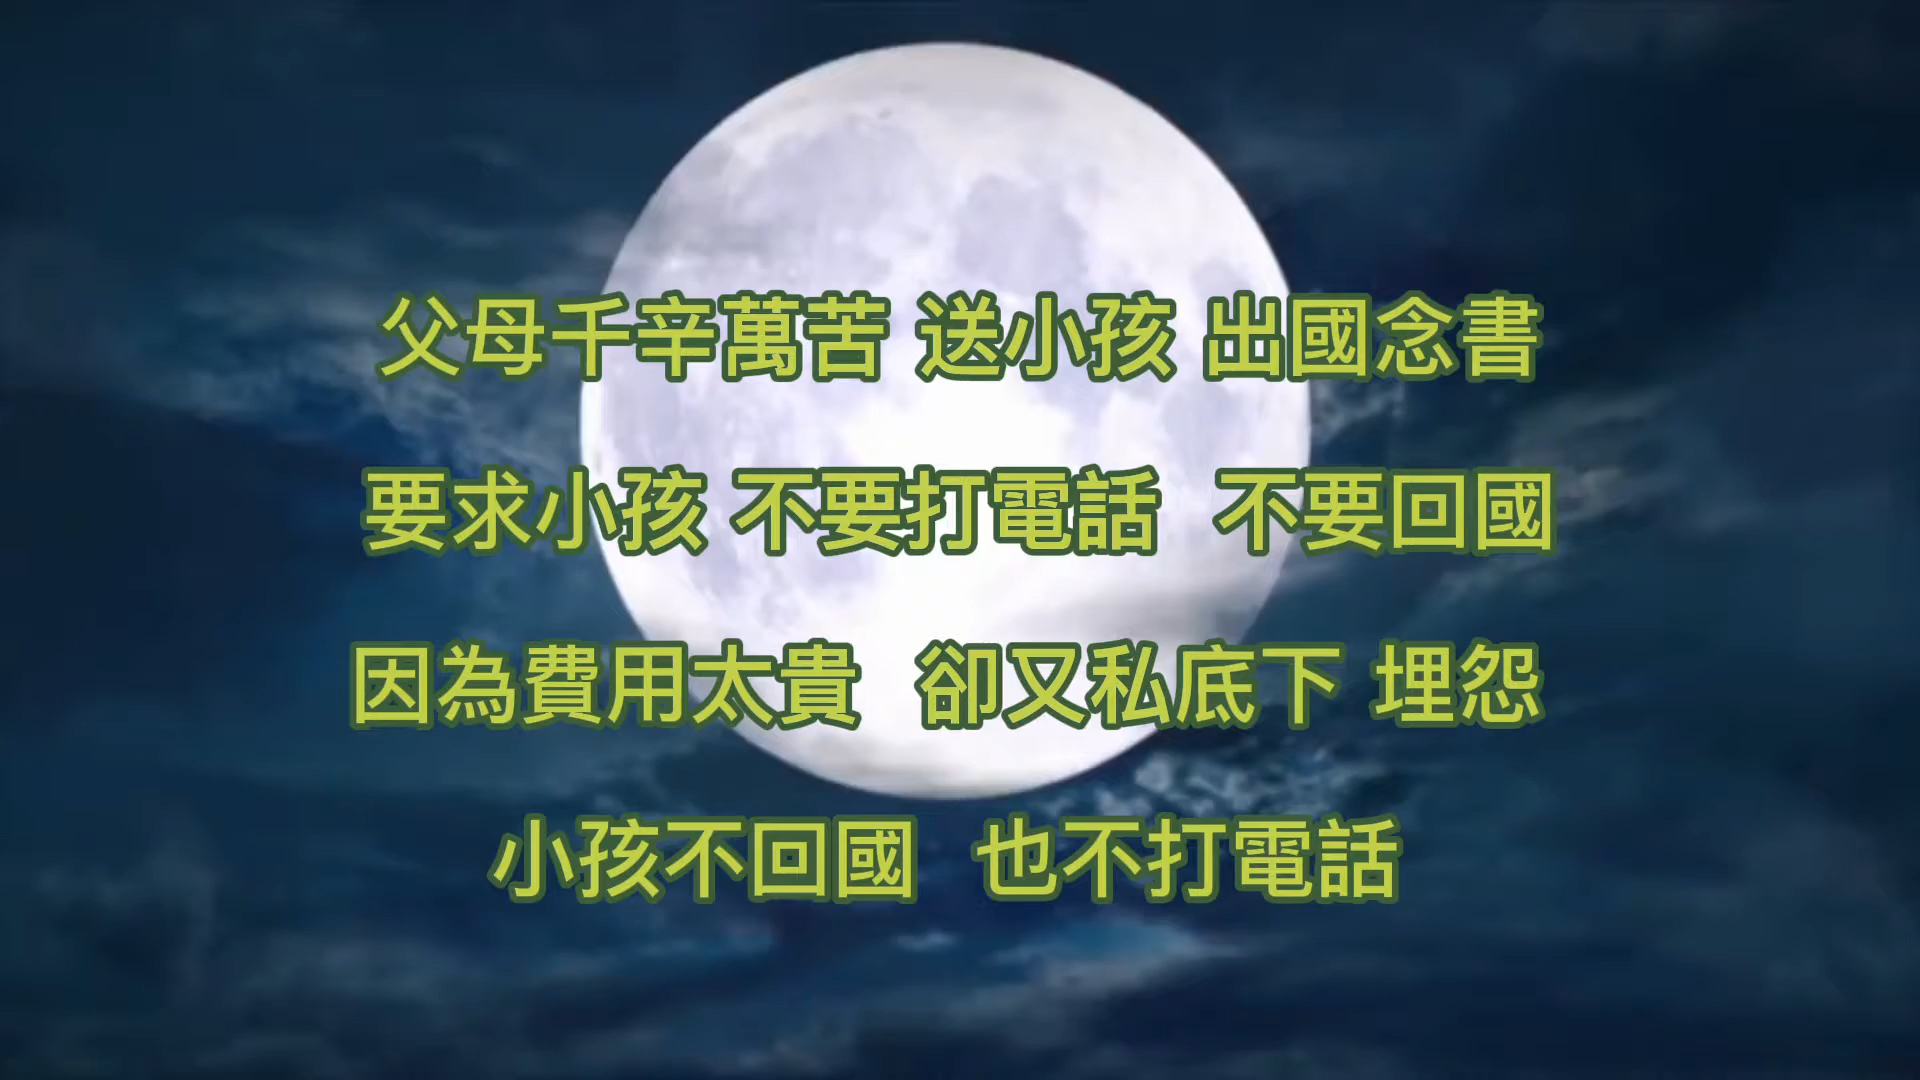 父母千辛萬苦 送小孩 出國念書
要求小孩 不要打電話 不要回國
因為費用太貴 卻又私底下 埋怨
小孩不回國 也不打電話